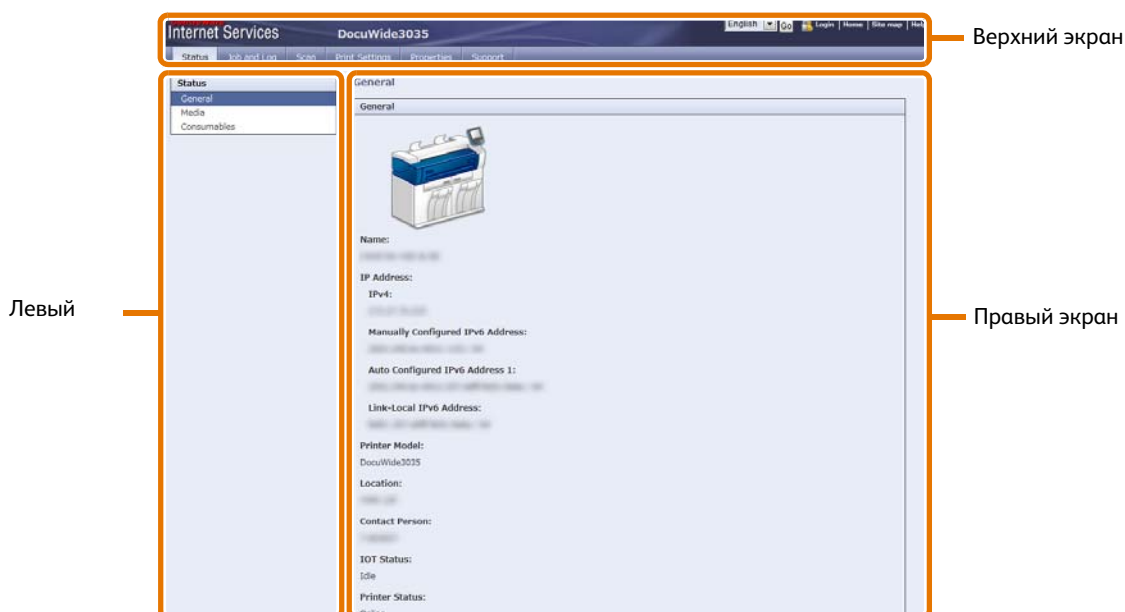 Internet Services DocuWide3035 English Go Login Home Site map
Верхний экран
Status Job and Log Scan Print Settings Properties Support
Status
General
Media
Consumables
General
General
Name:
IP Address:
IPv4:
Левый
Manually Configured IPv6 Address:
Правый экран
Auto Configured IPv6 Address 1:
Link-Local IPv6 Address:
Printer Model:
DocuWide3035
Location:
Contact Person:
IOT Status:
Idle
Printer Status: